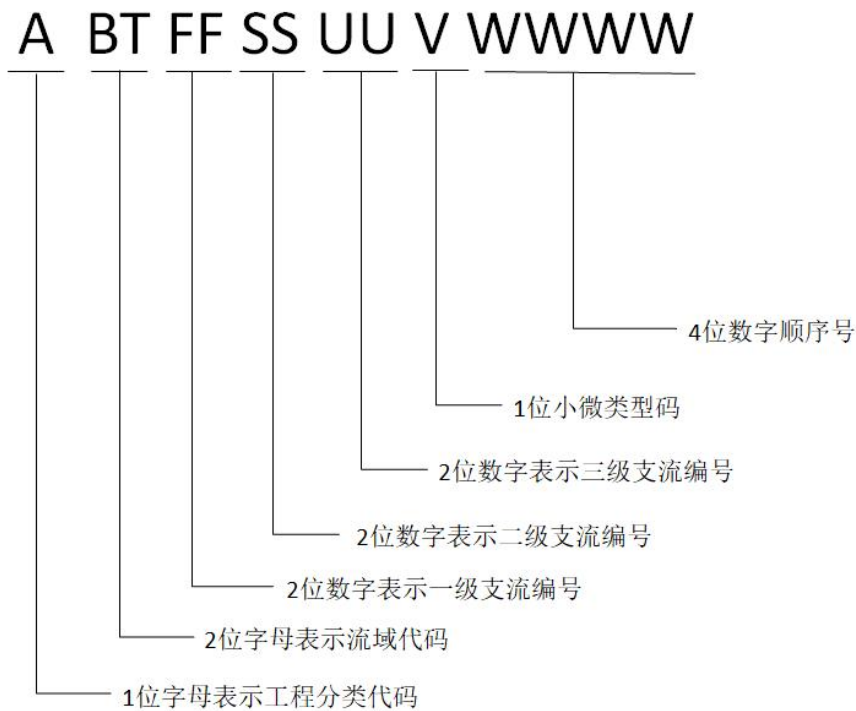 A BT FF SS UU V WWWW
4位数字顺序号
1位小微类型码
2位数字表示三级支流编号
2位数字表示二级支流编号
2位数字表示一级支流编号
2位字母表示流域代码
1位字母表示工程分类代码